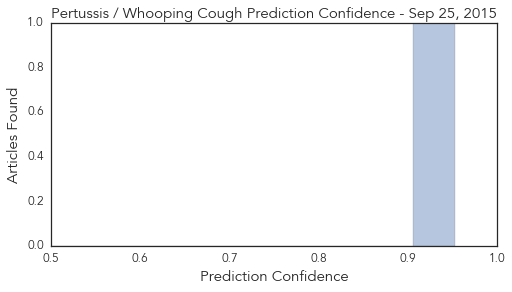 Pertussis / Whooping Cough Prediction Confidence - Sep 25, 2015
1.0
0.8
0.6
0.4
0.2
0.0
Articles Found
0.5 0.6 0.7 0.8 0.9 1.0
Prediction Confidence